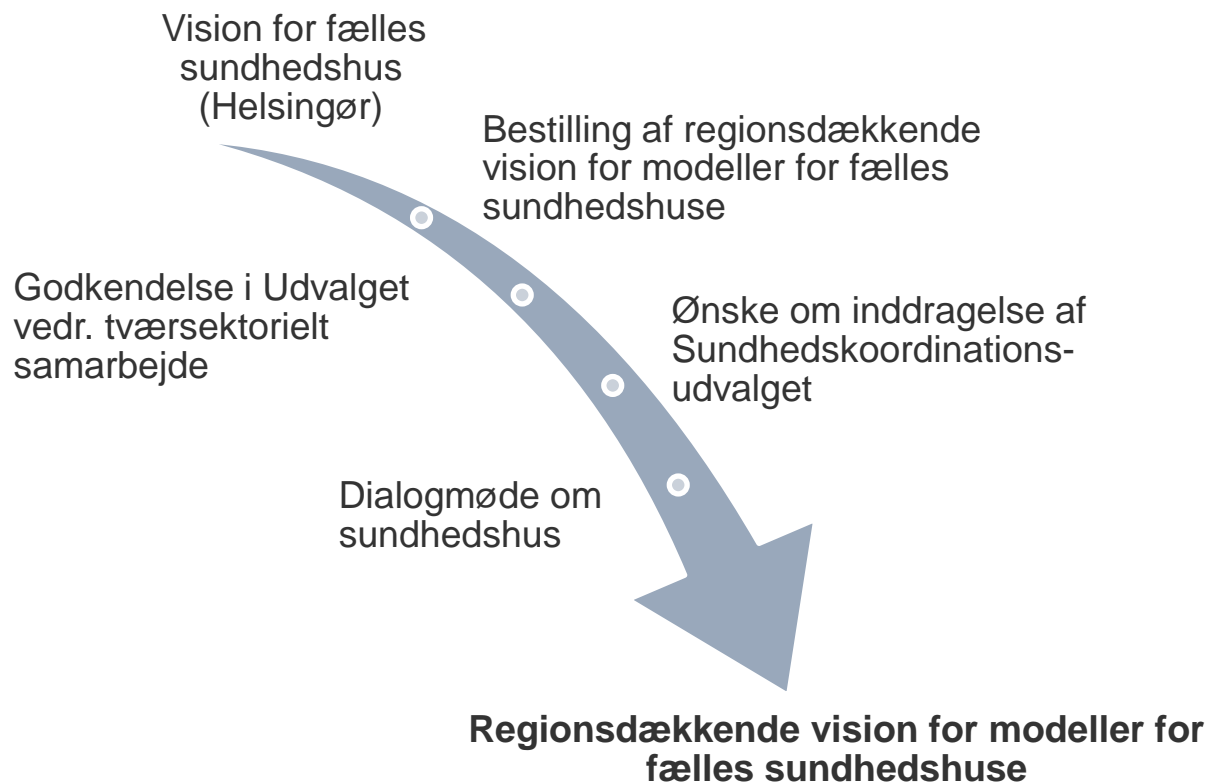 Vision for fælles
sundhedshus
(Helsingør)
Bestilling af regionsdækkende
vision for modeller for fælles
sundhedshuse
Godkendelse i Udvalget
vedr. tværsektorielt
samarbejde
Ønske om inddragelse af
Sundhedskoordinations-
udvalget
Dialogmøde om
sundhedshus
Regionsdækkende vision for modeller for
fælles sundhedshuse